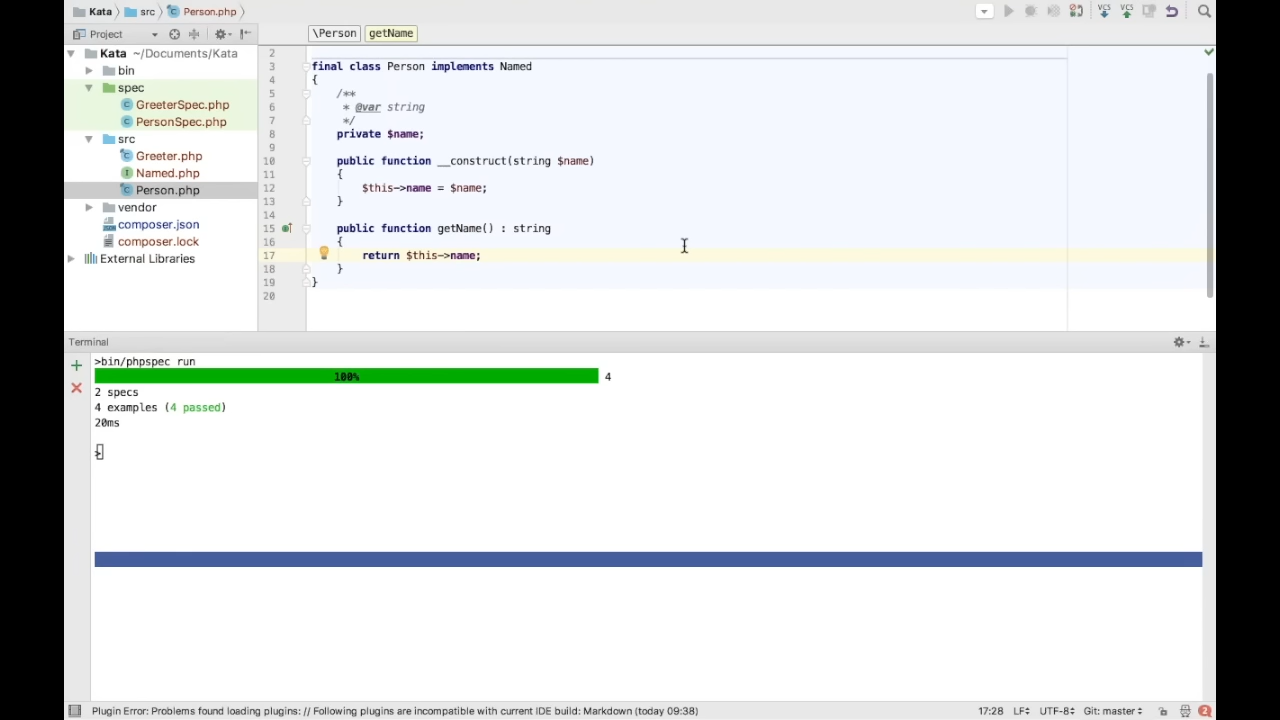 Kata src Person.php
Project
\Person getName
Kata ~/Documents/Kata
bin
spec
GreeterSpec.php
PersonSpec.php
src
Greeter.php
Named.php
Person.php
vendor
composer.json
composer.lock
External Libraries
2
3 final class Person implements Named
4 {
5 /**
6 * @var string
7 */
8 private $name;
9
10 public function __construct(string $name)
11 {
12 $this->name = $name;
13 }
14
15 public function getName() : string
16 {
17 return $this->name;
18 }
19 }
20
VCS VCS
Terminal
>bin/phpspec run
100% 4
2 specs
4 examples (4 passed)
20ms
>
Plugin Error: Problems found loading plugins: // Following plugins are incompatible with current IDE build: Markdown (today 09:38) 17:28 LF÷ UTF-8÷ Git: master÷ 2